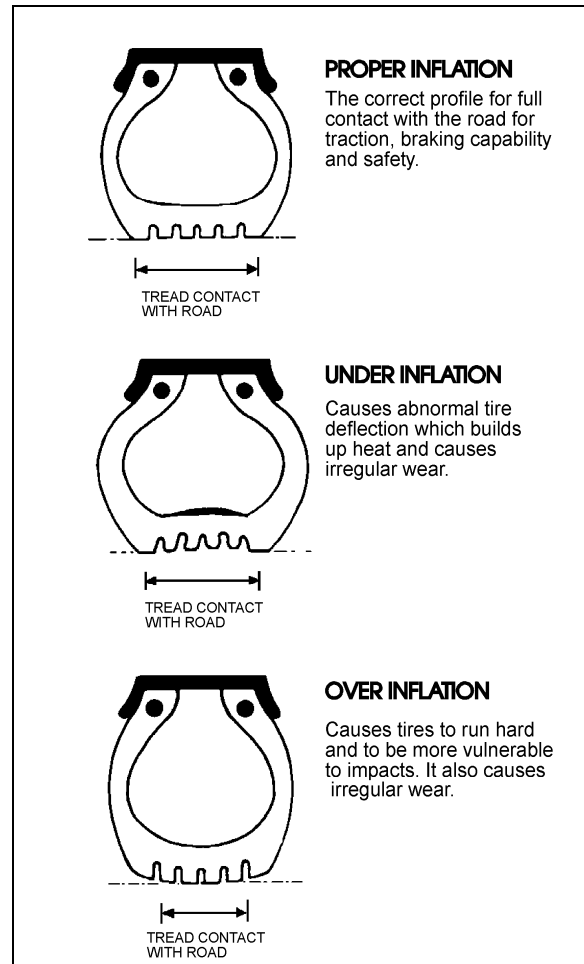 PROPER INFLATION
The correct profile for full
contact with the road for
traction, braking capability
and safety.
TREAD CONTACT
WITH ROAD
UNDER INFLATION
Causes abnormal tire
deflection which builds
up heat and causes
irregular wear.
TREAD CONTACT
WITH ROAD
OVER INFLATION
Causes tires to run hard
and to be more vulnerable
to impacts. It also causes
irregular wear.
TREAD CONTACT
WITH ROAD